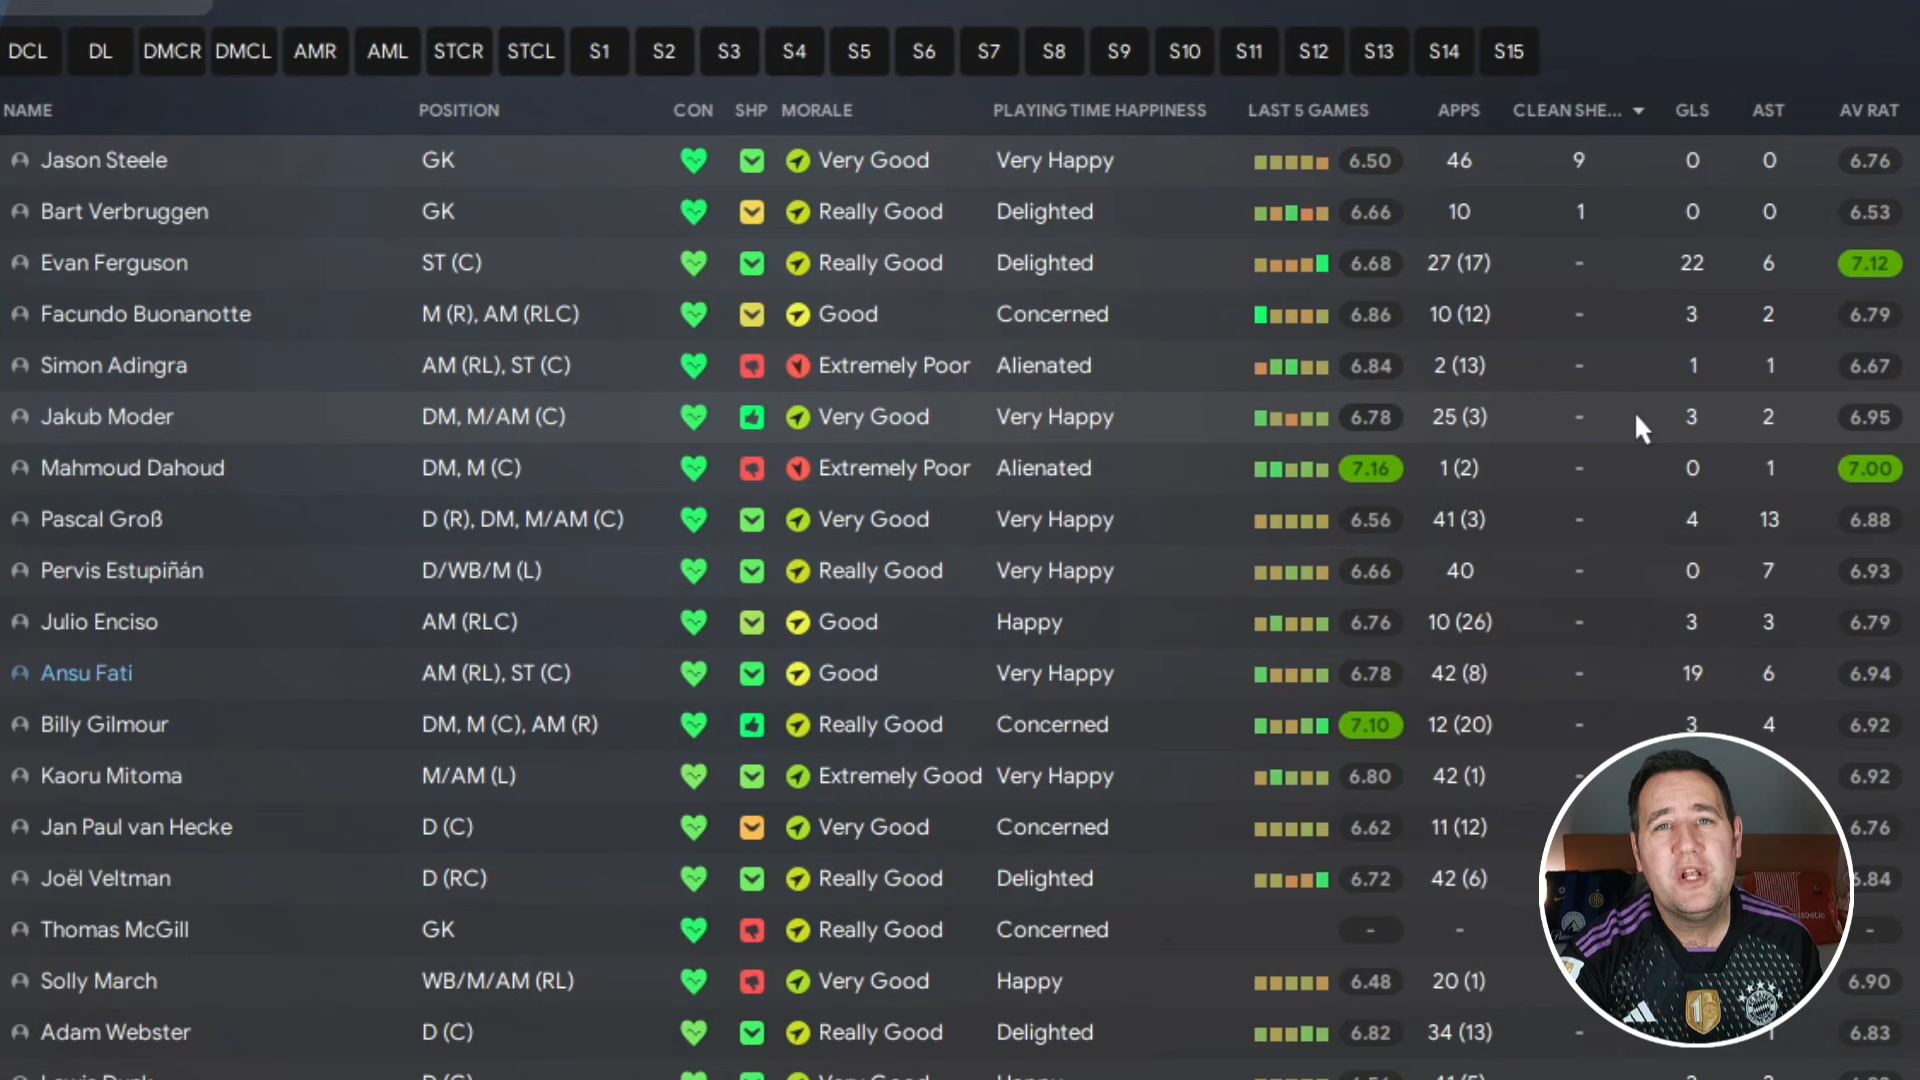 DCL DL DMCR DMCL AMR AML STCR STCL S1 S2 S3 S4 S5 S6 S7 S8 S9 S10 S11 S12 S13 S14 S15
NAME POSITION CON SHP MORALE PLAYING TIME HAPPINESS LAST 5 GAMES APPS CLEAN SHE... GLS AST AV RAT
Jason Steele GK Very Good Very Happy 6.50 46 9 0 0 6.76
Bart Verbruggen GK Really Good Delighted 6.66 10 1 0 0 6.53
Evan Ferguson ST (C) Really Good Delighted 6.68 27 (17) - 22 6 7.12
Facundo Buonanotte M (R), AM (RLC) Good Concerned 6.86 10 (12) - 3 2 6.79
Simon Adingra AM (RL), ST (C) Extremely Poor Alienated 6.84 2 (13) - 1 1 6.67
Jakub Moder DM, M/AM (C) Very Good Very Happy 6.78 25 (3) - 3 2 6.95
Mahmoud Dahoud DM, M (C) Extremely Poor Alienated 7.16 1 (2) - 0 1 7.00
Pascal Groß D (R), DM, M/AM (C) Very Good Very Happy 6.56 41 (3) - 4 13 6.88
Pervis Estupiñán D/WB/M (L) Really Good Very Happy 6.66 40 - 0 7 6.93
Julio Enciso AM (RLC) Good Happy 6.76 10 (26) - 3 3 6.79
Ansu Fati AM (RL), ST (C) Good Very Happy 6.78 42 (8) - 19 6 6.94
Billy Gilmour DM, M (C), AM (R) Really Good Concerned 7.10 12 (20) - 3 4 6.92
Kaoru Mitoma M/AM (L) Extremely Good Very Happy 6.80 42 (1) - 6.92
Jan Paul van Hecke D (C) Very Good Concerned 6.62 11 (12) 6.76
Joël Veltman D (RC) Really Good Delighted 6.72 42 (6) 6.84
Thomas McGill GK Really Good Concerned - - -
Solly March WB/M/AM (RL) Very Good Happy 6.48 20 (1) 6.90
Adam Webster D (C) Really Good Delighted 6.82 34 (13) - 1 6.83